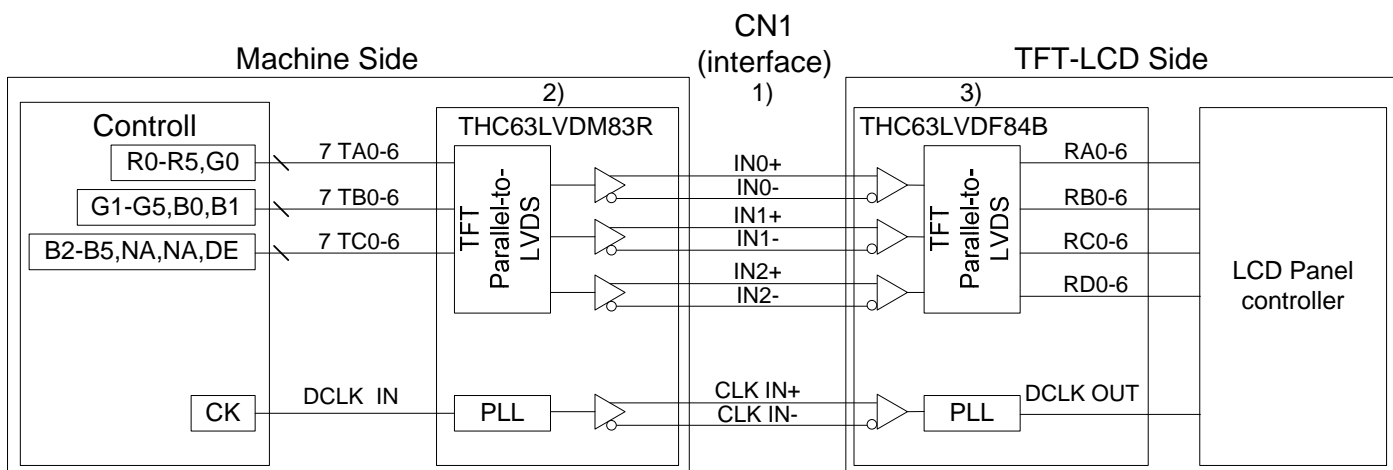 CN1
(interface)
1)
Machine Side
TFT-LCD Side
2)
3)
Controll
THC63LVDM83R
THC63LVDF84B
R0-R5,G0
7 TA0-6
G1-G5,B0,B1
7 TB0-6
B2-B5,NA,NA,DE
7 TC0-6
TFT
Parallel-to-
LVDS
IN0+
IN0-
IN1+
IN1-
IN2+
IN2-
TFT
Parallel-to-
LVDS
RA0-6
RB0-6
RC0-6
RD0-6
LCD Panel
controller
CK
DCLK IN
PLL
CLK IN+
CLK IN-
PLL
DCLK OUT